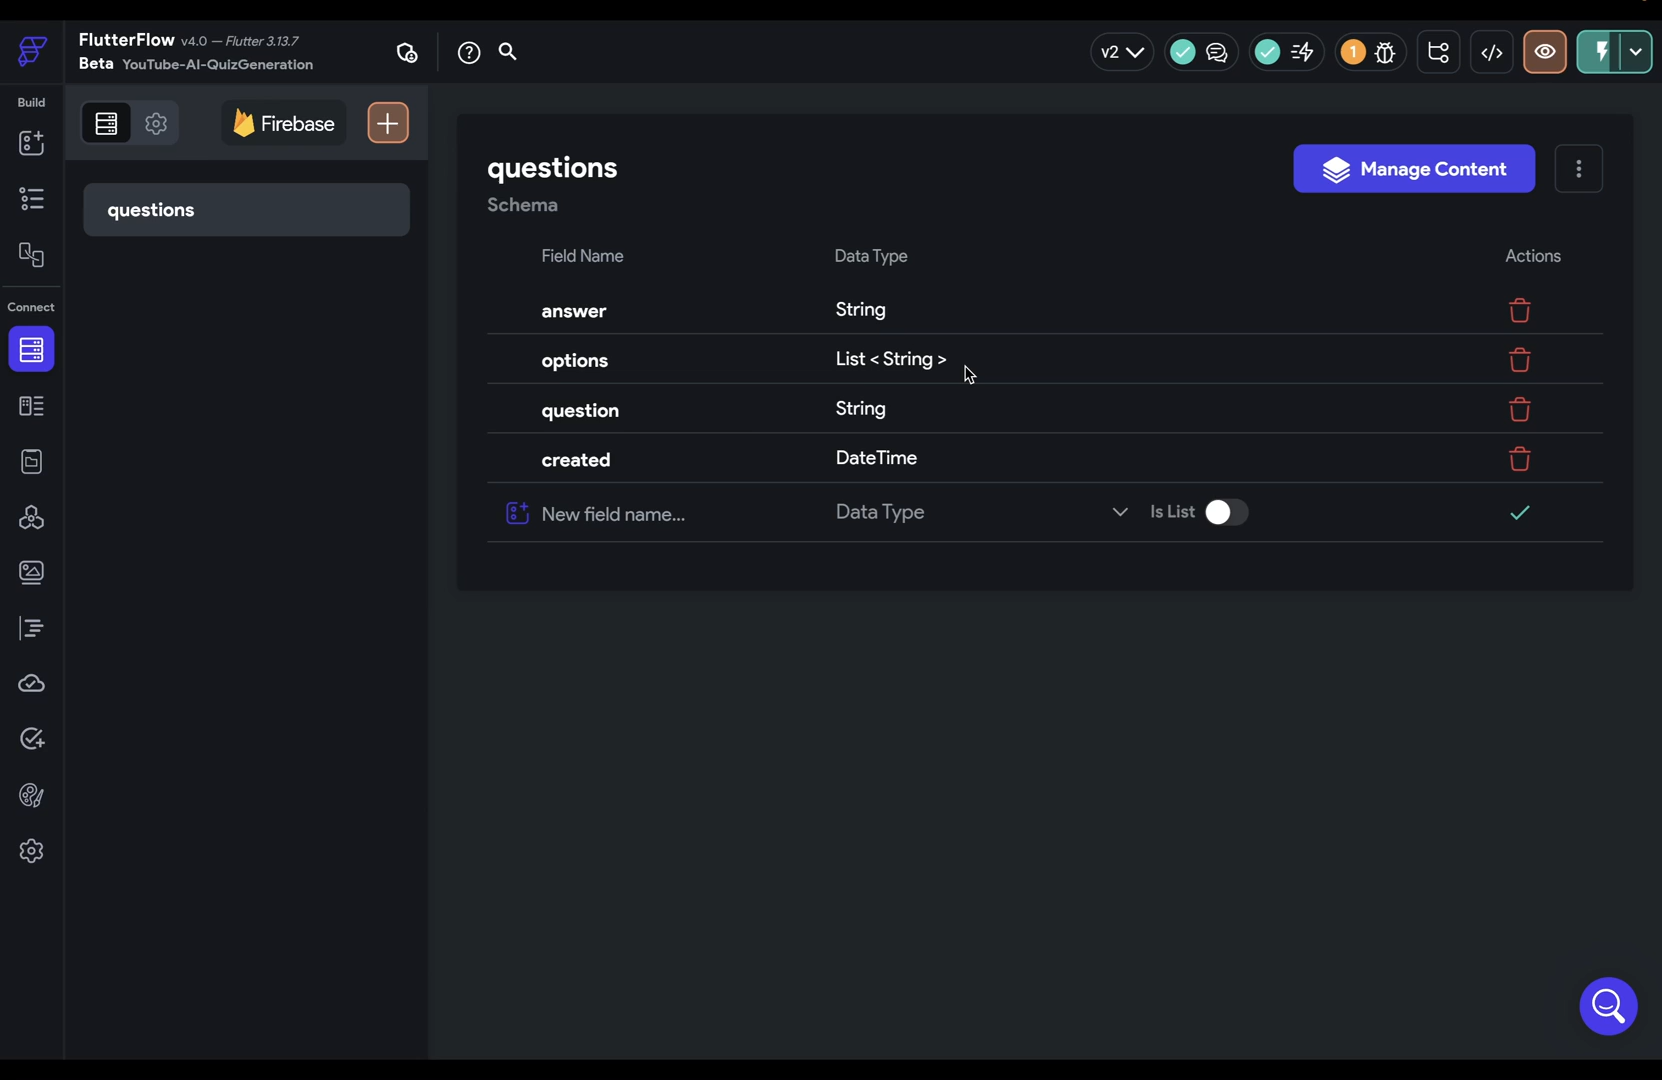 FlutterFlow v4.0 — Flutter 3.13.7
Beta YouTube-AI-QuizGeneration
v2
1
Build
Connect
Firebase
questions
questions
Schema
Manage Content
Field Name Data Type Actions
answer String
options List < String >
question String
created DateTime
New field name... Data Type Is List